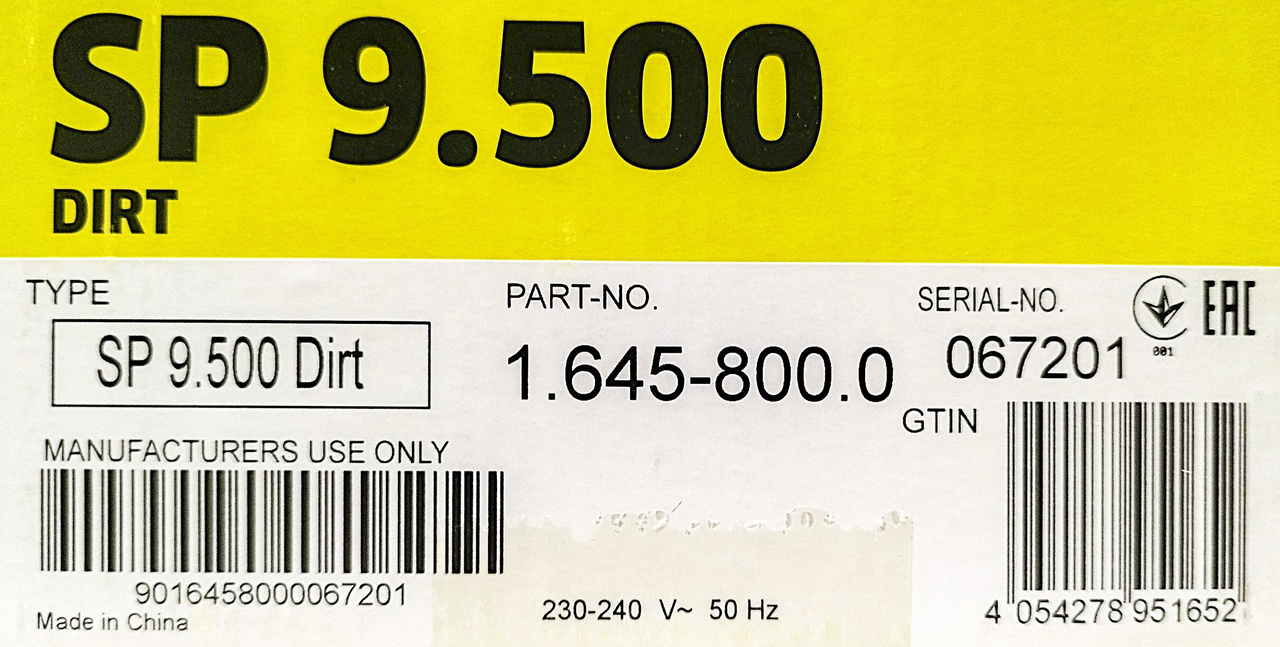 SP 9.500
DIRT
TYPE
SP 9.500 Dirt
PART-NO.
1.645-800.0
SERIAL-NO.
067201
001
EAC
GTIN
MANUFACTURERS USE ONLY
9016458000067201
Made in China
230-240 V~ 50 Hz
4 054278 951652